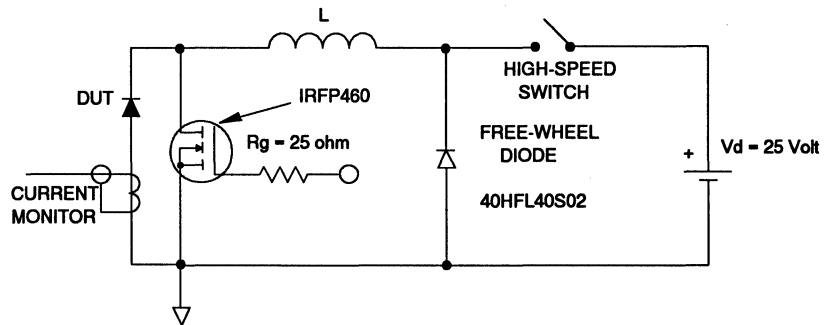 L
HIGH-SPEED
SWITCH
DUT
IRFP460
Rg = 25 ohm
FREE-WHEEL
DIODE
Vd = 25 Volt
+
40HFL40S02
CURRENT
MONITOR